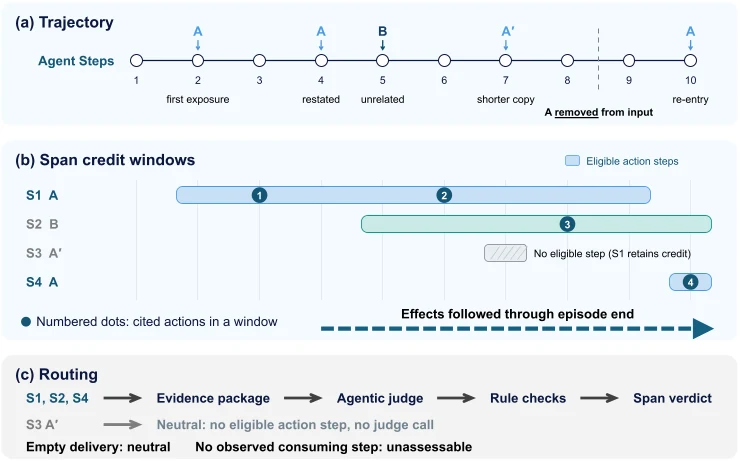 (a) Trajectory
A A B A′ A
Agent Steps
1 2 3 4 5 6 7 8 9 10
first exposure restated unrelated shorter copy re-entry
A removed from input
(b) Span credit windows
Eligible action steps
S1 A 1 2
S2 B 3
S3 A′ No eligible step (S1 retains credit)
S4 A 4
Numbered dots: cited actions in a window
Effects followed through episode end
(c) Routing
S1, S2, S4 Evidence package Agentic judge Rule checks Span verdict
S3 A′ Neutral: no eligible action step, no judge call
Empty delivery: neutral No observed consuming step: unassessable